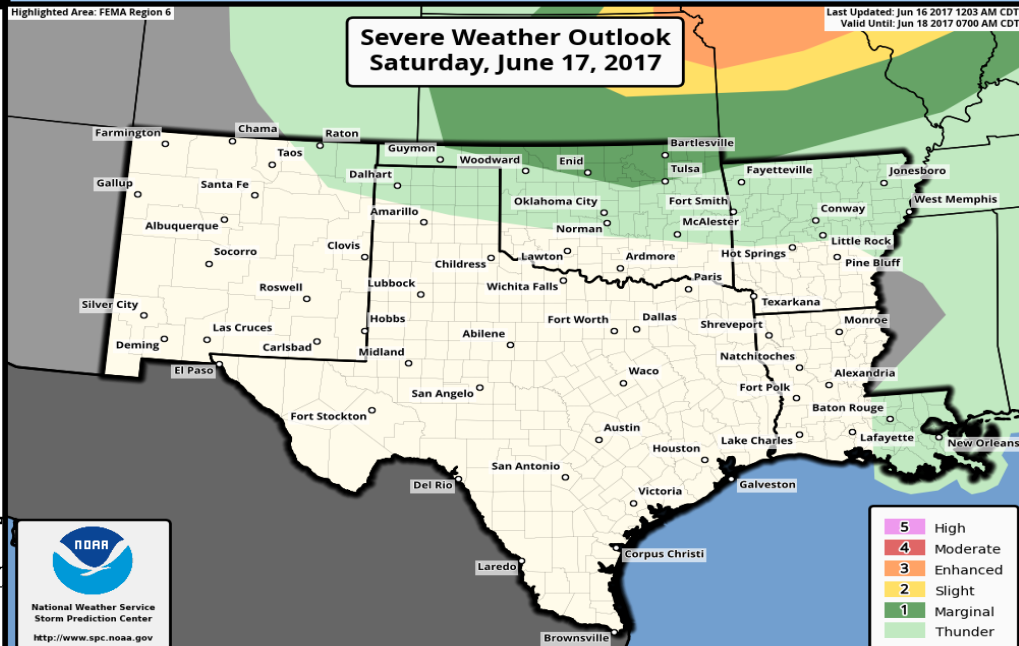 Highlighted Area: FEMA Region 6
Last Updated: Jun 16 2017 1203 AM CDT
Valid Until: Jun 18 2017 0700 AM CDT
Severe Weather Outlook
Saturday, June 17, 2017
Farmington
Chama
Raton
Taos
Guymon
Woodward
Enid
Bartlesville
Tulsa
Fayetteville
Jonesboro
Gallup
Santa Fe
Dalhart
Oklahoma City
Fort Smith
West Memphis
Albuquerque
Amarillo
Norman
McAlester
Conway
Socorro
Clovis
Childress
Lawton
Ardmore
Hot Springs
Little Rock
Pine Bluff
Roswell
Lubbock
Wichita Falls
Paris
Texarkana
Silver City
Las Cruces
Hobbs
Abilene
Fort Worth
Dallas
Shreveport
Monroe
Deming
Carlsbad
Midland
Natchitoches
El Paso
San Angelo
Waco
Fort Polk
Alexandria
Fort Stockton
Austin
Baton Rouge
Houston
Lake Charles
Lafayette
New Orleans
Del Rio
San Antonio
Victoria
Galveston
Laredo
Corpus Christi
Brownsville
NOAA
National Weather Service
Storm Prediction Center
http://www.spc.noaa.gov
5 High
4 Moderate
3 Enhanced
2 Slight
1 Marginal
Thunder